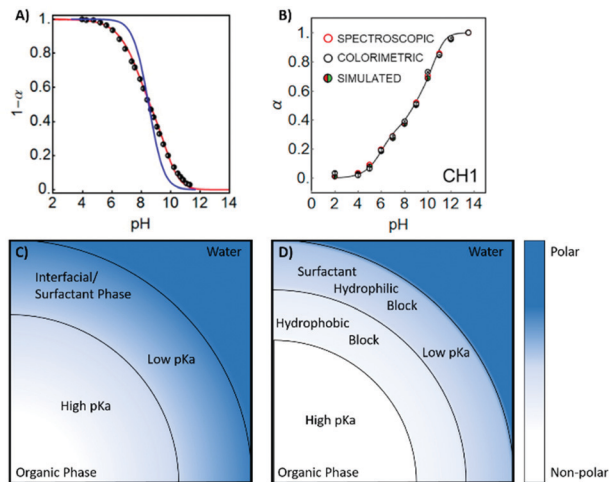 A)
1.
0.8
0.6
0.4
0.2
0.
1−α
0 2 4 6 8 10 12 14
pH
B)
1.0
0.8
0.6
0.4
0.2
0
α
SPECTROSCOPIC
COLORIMETRIC
SIMULATED
CH1
0 2 4 6 8 10 12 14
pH
C)
Water
Interfacial/
Surfactant Phase
Low pKa
High pKa
Organic Phase
D)
Water
Surfactant
Hydrophilic
Block
Hydrophobic
Block
Low pKa
High pKa
Organic Phase
Polar
Non-polar